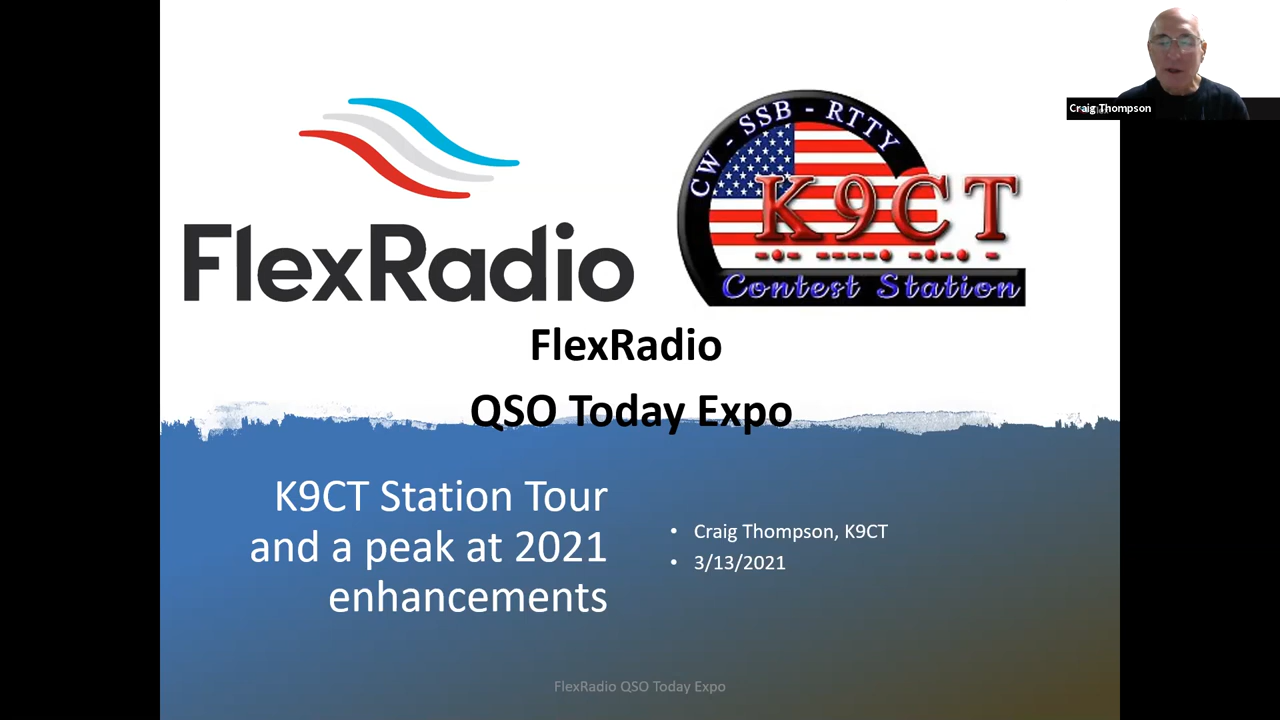 Craig Thompson
CW - SSB - RTTY
K9CT
Contest Station
FlexRadio
FlexRadio
QSO Today Expo
K9CT Station Tour
and a peak at 2021
enhancements
• Craig Thompson, K9CT
• 3/13/2021
FlexRadio QSO Today Expo